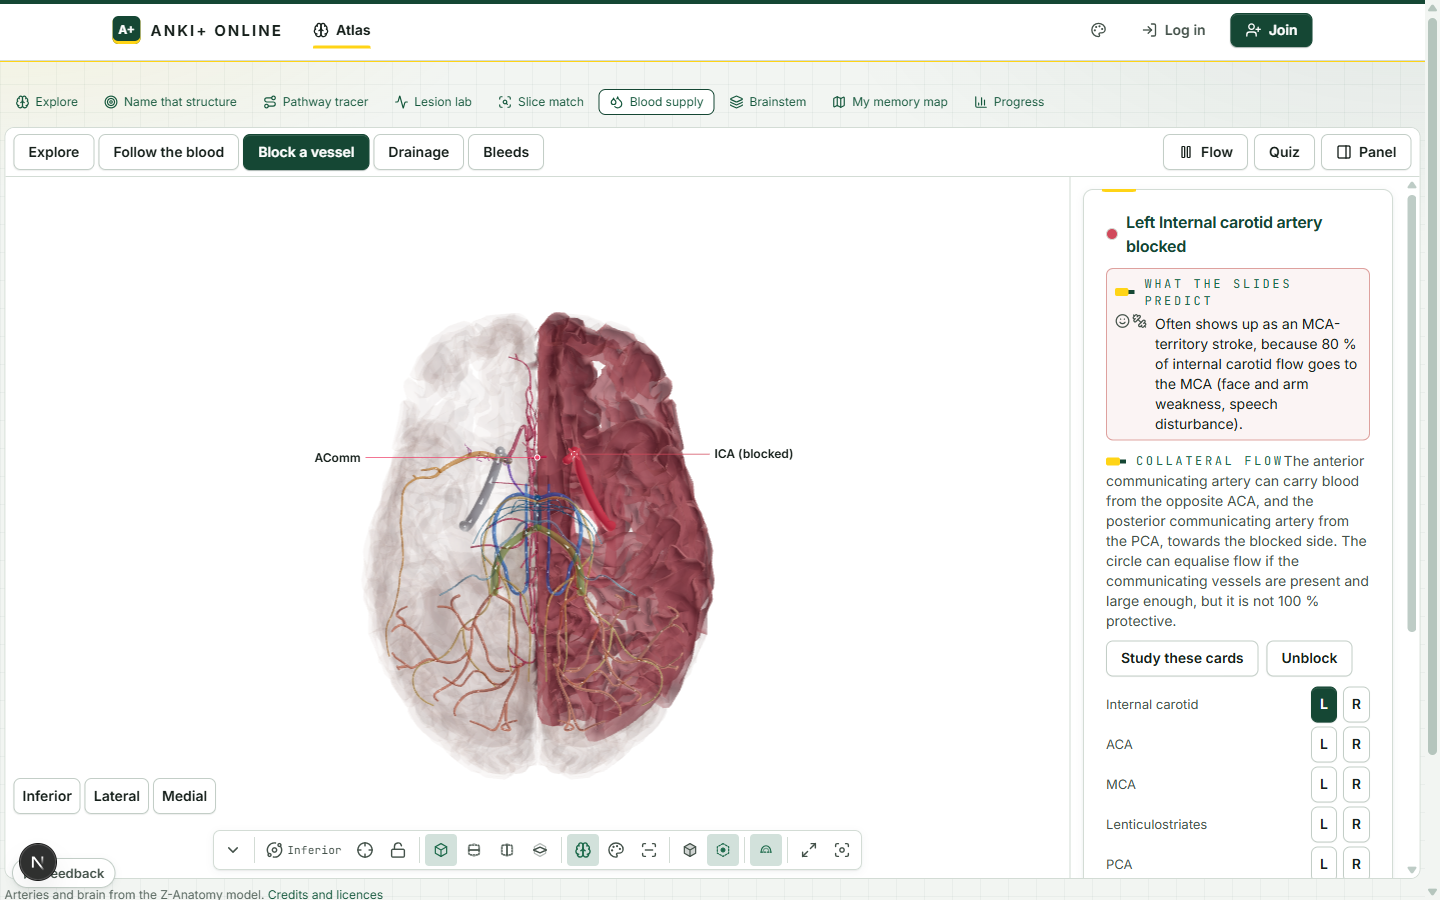 A+ ANKI+ ONLINE Atlas Log in Join
Explore Name that structure Pathway tracer Lesion lab Slice match Blood supply Brainstem My memory map Progress
Explore Follow the blood Block a vessel Drainage Bleeds Flow Quiz Panel
AComm
ICA (blocked)
Inferior Lateral Medial
Inferior
N
eedback
Arteries and brain from the Z-Anatomy model. Credits and licences
Left Internal carotid artery
blocked
WHAT THE SLIDES
PREDICT
Often shows up as an MCA-
territory stroke, because 80 %
of internal carotid flow goes to
the MCA (face and arm
weakness, speech
disturbance).
COLLATERAL FLOWThe anterior
communicating artery can carry blood
from the opposite ACA, and the
posterior communicating artery from
the PCA, towards the blocked side. The
circle can equalise flow if the
communicating vessels are present and
large enough, but it is not 100 %
protective.
Study these cards Unblock
Internal carotid L R
ACA L R
MCA L R
Lenticulostriates L R
PCA L R